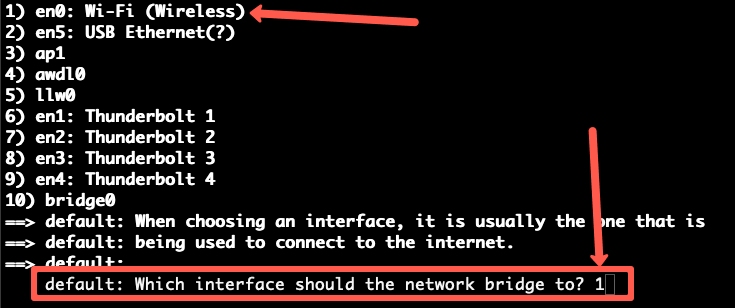 1) en0: Wi-Fi (Wireless)
2) en5: USB Ethernet(?)
3) ap1
4) awdl0
5) llw0
6) en1: Thunderbolt 1
7) en2: Thunderbolt 2
8) en3: Thunderbolt 3
9) en4: Thunderbolt 4
10) bridge0
==> default: When choosing an interface, it is usually the one that is
==> default: being used to connect to the internet.
==> default:
default: Which interface should the network bridge to? 1